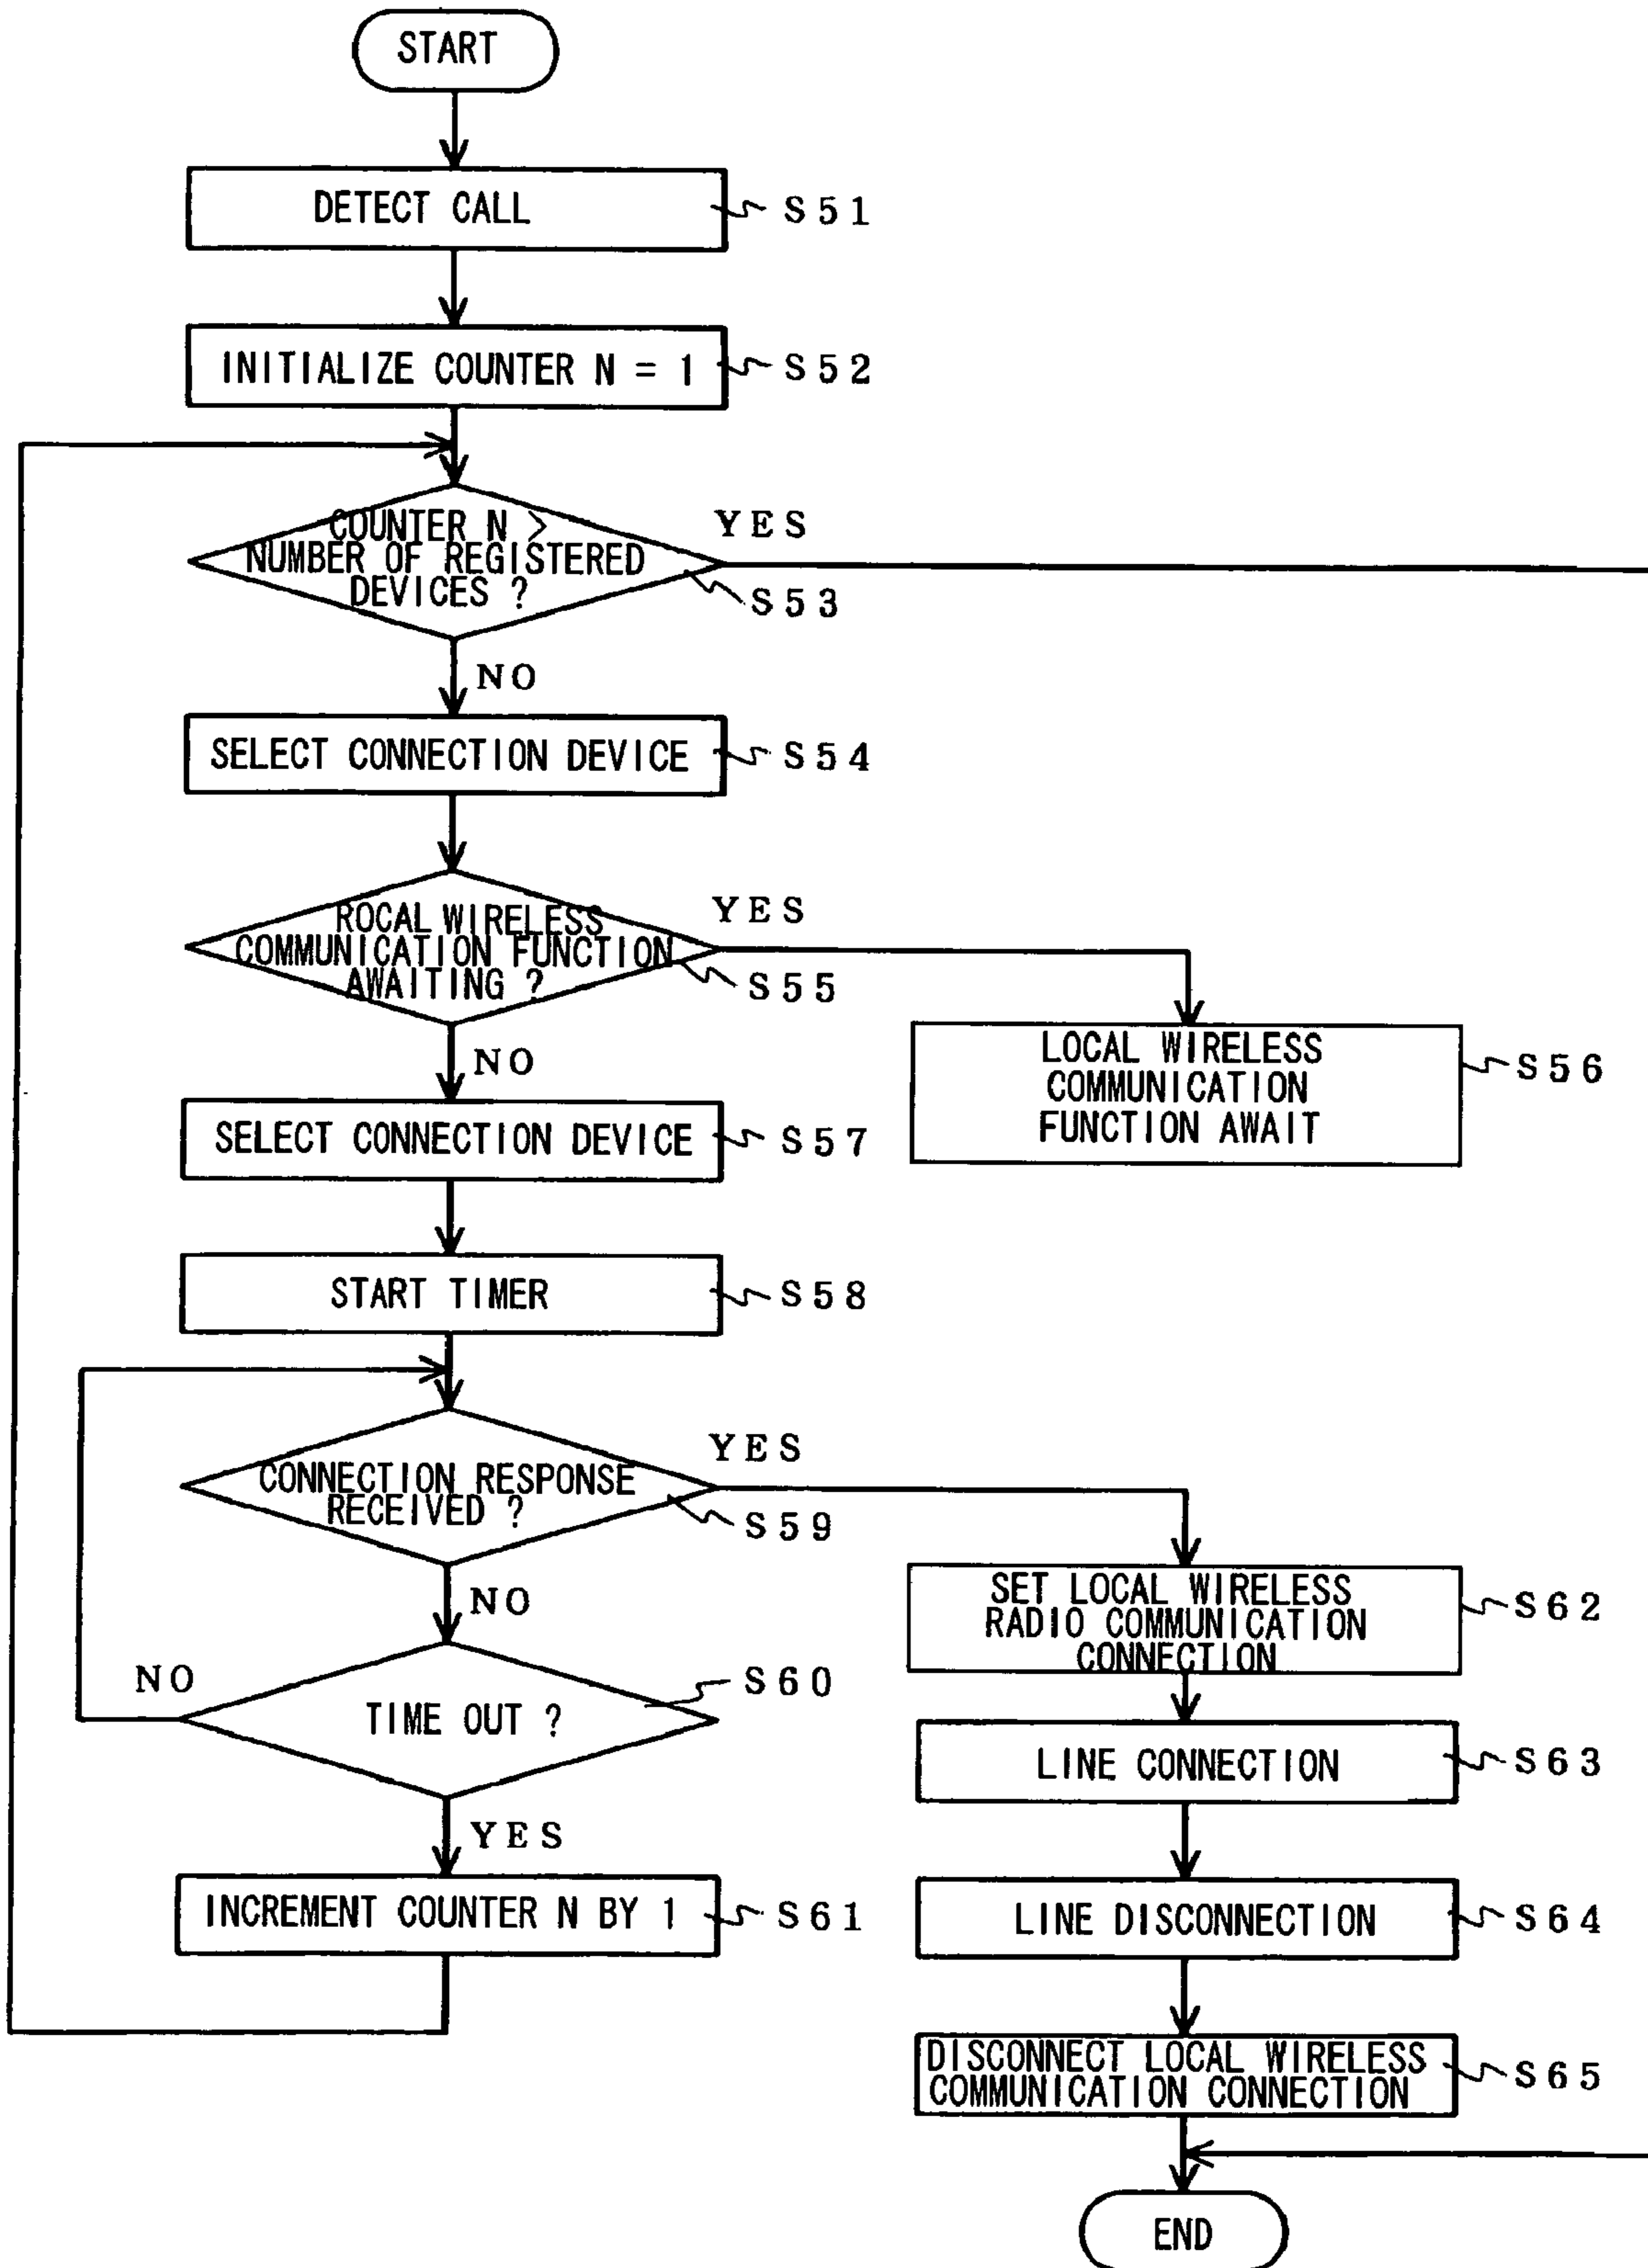 START
DETECT CALL
S51
INITIALIZE COUNTER N = 1
S52
COUNTER N >
NUMBER OF REGISTERED
DEVICES ?
YES
S53
NO
SELECT CONNECTION DEVICE
S54
ROCAL WIRELESS
COMMUNICATION FUNCTION
AWAITING ?
YES
S55
NO
LOCAL WIRELESS
COMMUNICATION
FUNCTION AWAIT
S56
SELECT CONNECTION DEVICE
S57
START TIMER
S58
CONNECTION RESPONSE
RECEIVED ?
YES
S59
NO
TIME OUT ?
S60
NO
YES
INCREMENT COUNTER N BY 1
S61
SET LOCAL WIRELESS
RADIO COMMUNICATION
CONNECTION
S62
LINE CONNECTION
S63
LINE DISCONNECTION
S64
DISCONNECT LOCAL WIRELESS
COMMUNICATION CONNECTION
S65
END